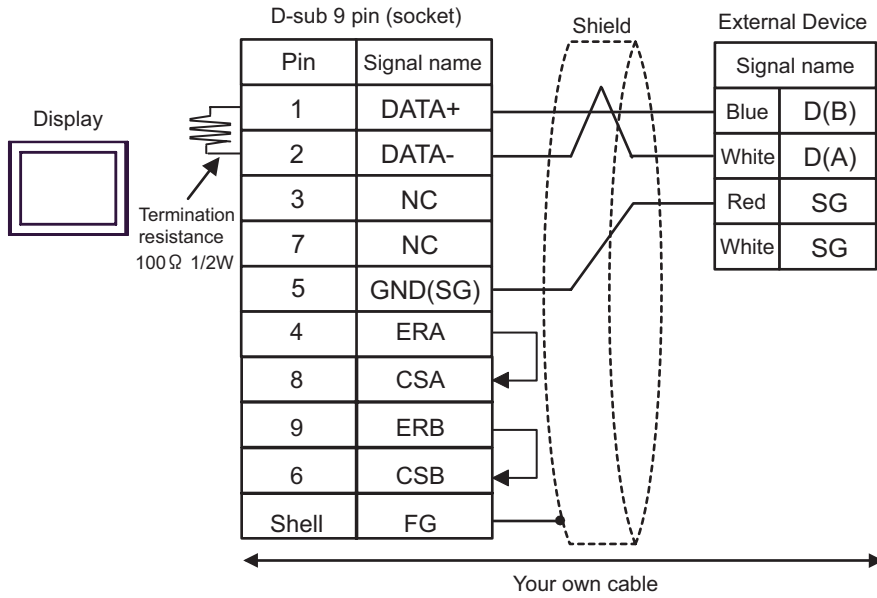 D-sub 9 pin (socket)
Shield
External Device
Pin Signal name
Signal name
1 DATA+
Blue D(B)
Display
2 DATA-
White D(A)
3 NC
Red SG
Termination
resistance
100Ω 1/2W
7 NC
White SG
5 GND(SG)
4 ERA
8 CSA
9 ERB
6 CSB
Shell FG
Your own cable